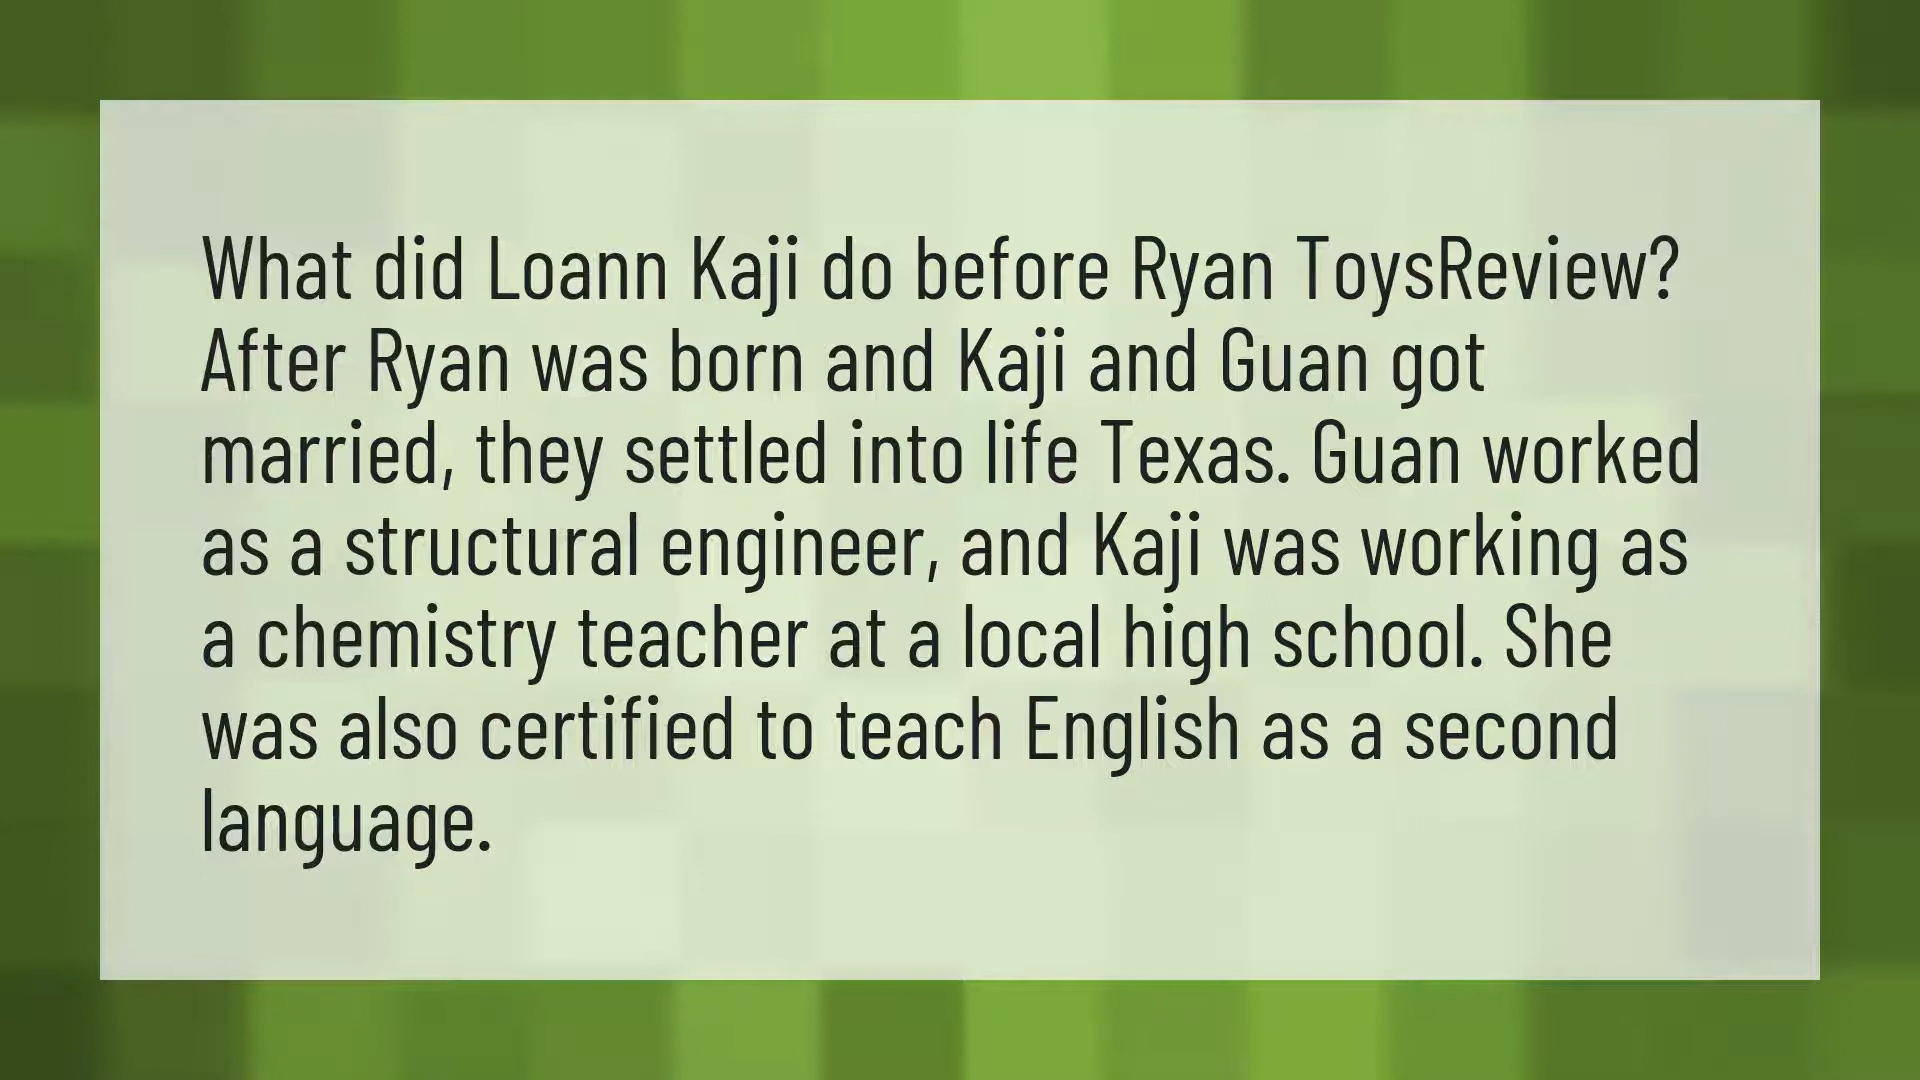 What did Loann Kaji do before Ryan ToysReview?
After Ryan was born and Kaji and Guan got
married, they settled into life Texas. Guan worked
as a structural engineer, and Kaji was working as
a chemistry teacher at a local high school. She
was also certified to teach English as a second
language.